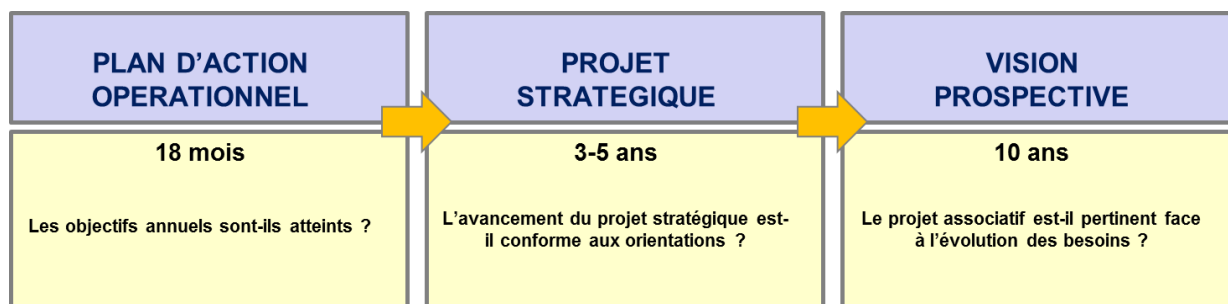 PLAN D’ACTION
OPERATIONNEL
18 mois
Les objectifs annuels sont-ils atteints ?
PROJET
STRATEGIQUE
3-5 ans
L’avancement du projet stratégique est-
il conforme aux orientations ?
VISION
PROSPECTIVE
10 ans
Le projet associatif est-il pertinent face
à l’évolution des besoins ?